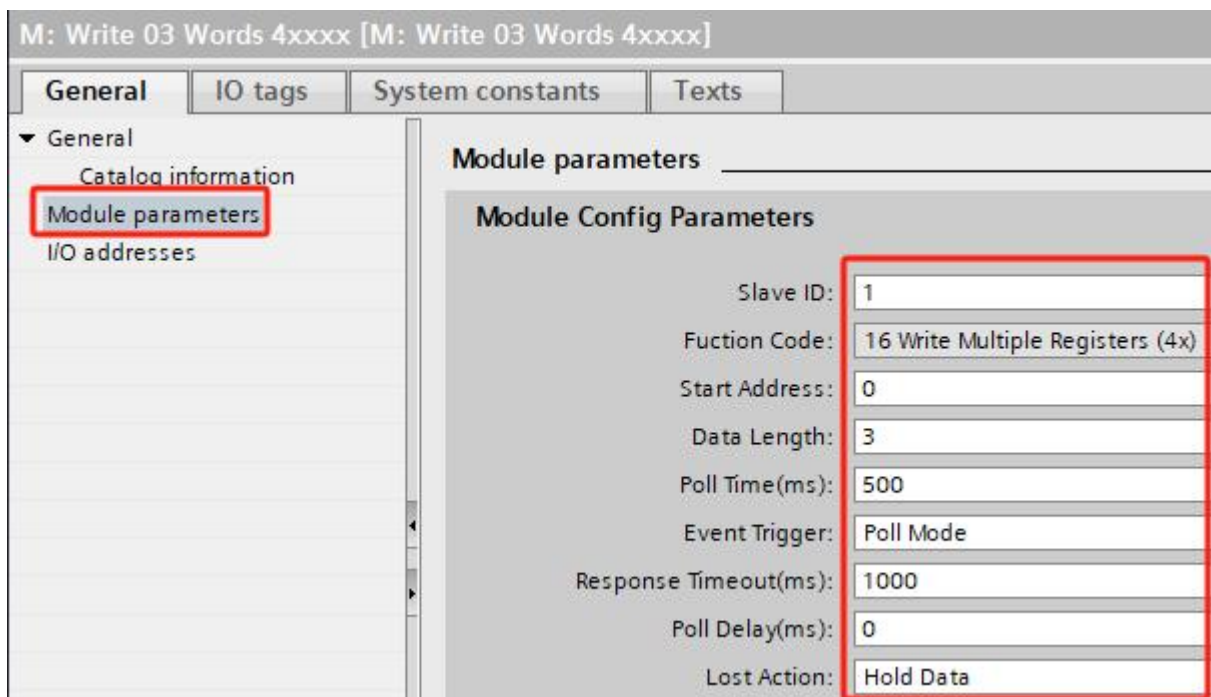 M: Write 03 Words 4xxxx [M: Write 03 Words 4xxxx]
General IO tags System constants Texts
General
Catalog information
Module parameters
I/O addresses
Module parameters
Module Config Parameters
Slave ID: 1
Fuction Code: 16 Write Multiple Registers (4x)
Start Address: 0
Data Length: 3
Poll Time(ms): 500
Event Trigger: Poll Mode
Response Timeout(ms): 1000
Poll Delay(ms): 0
Lost Action: Hold Data